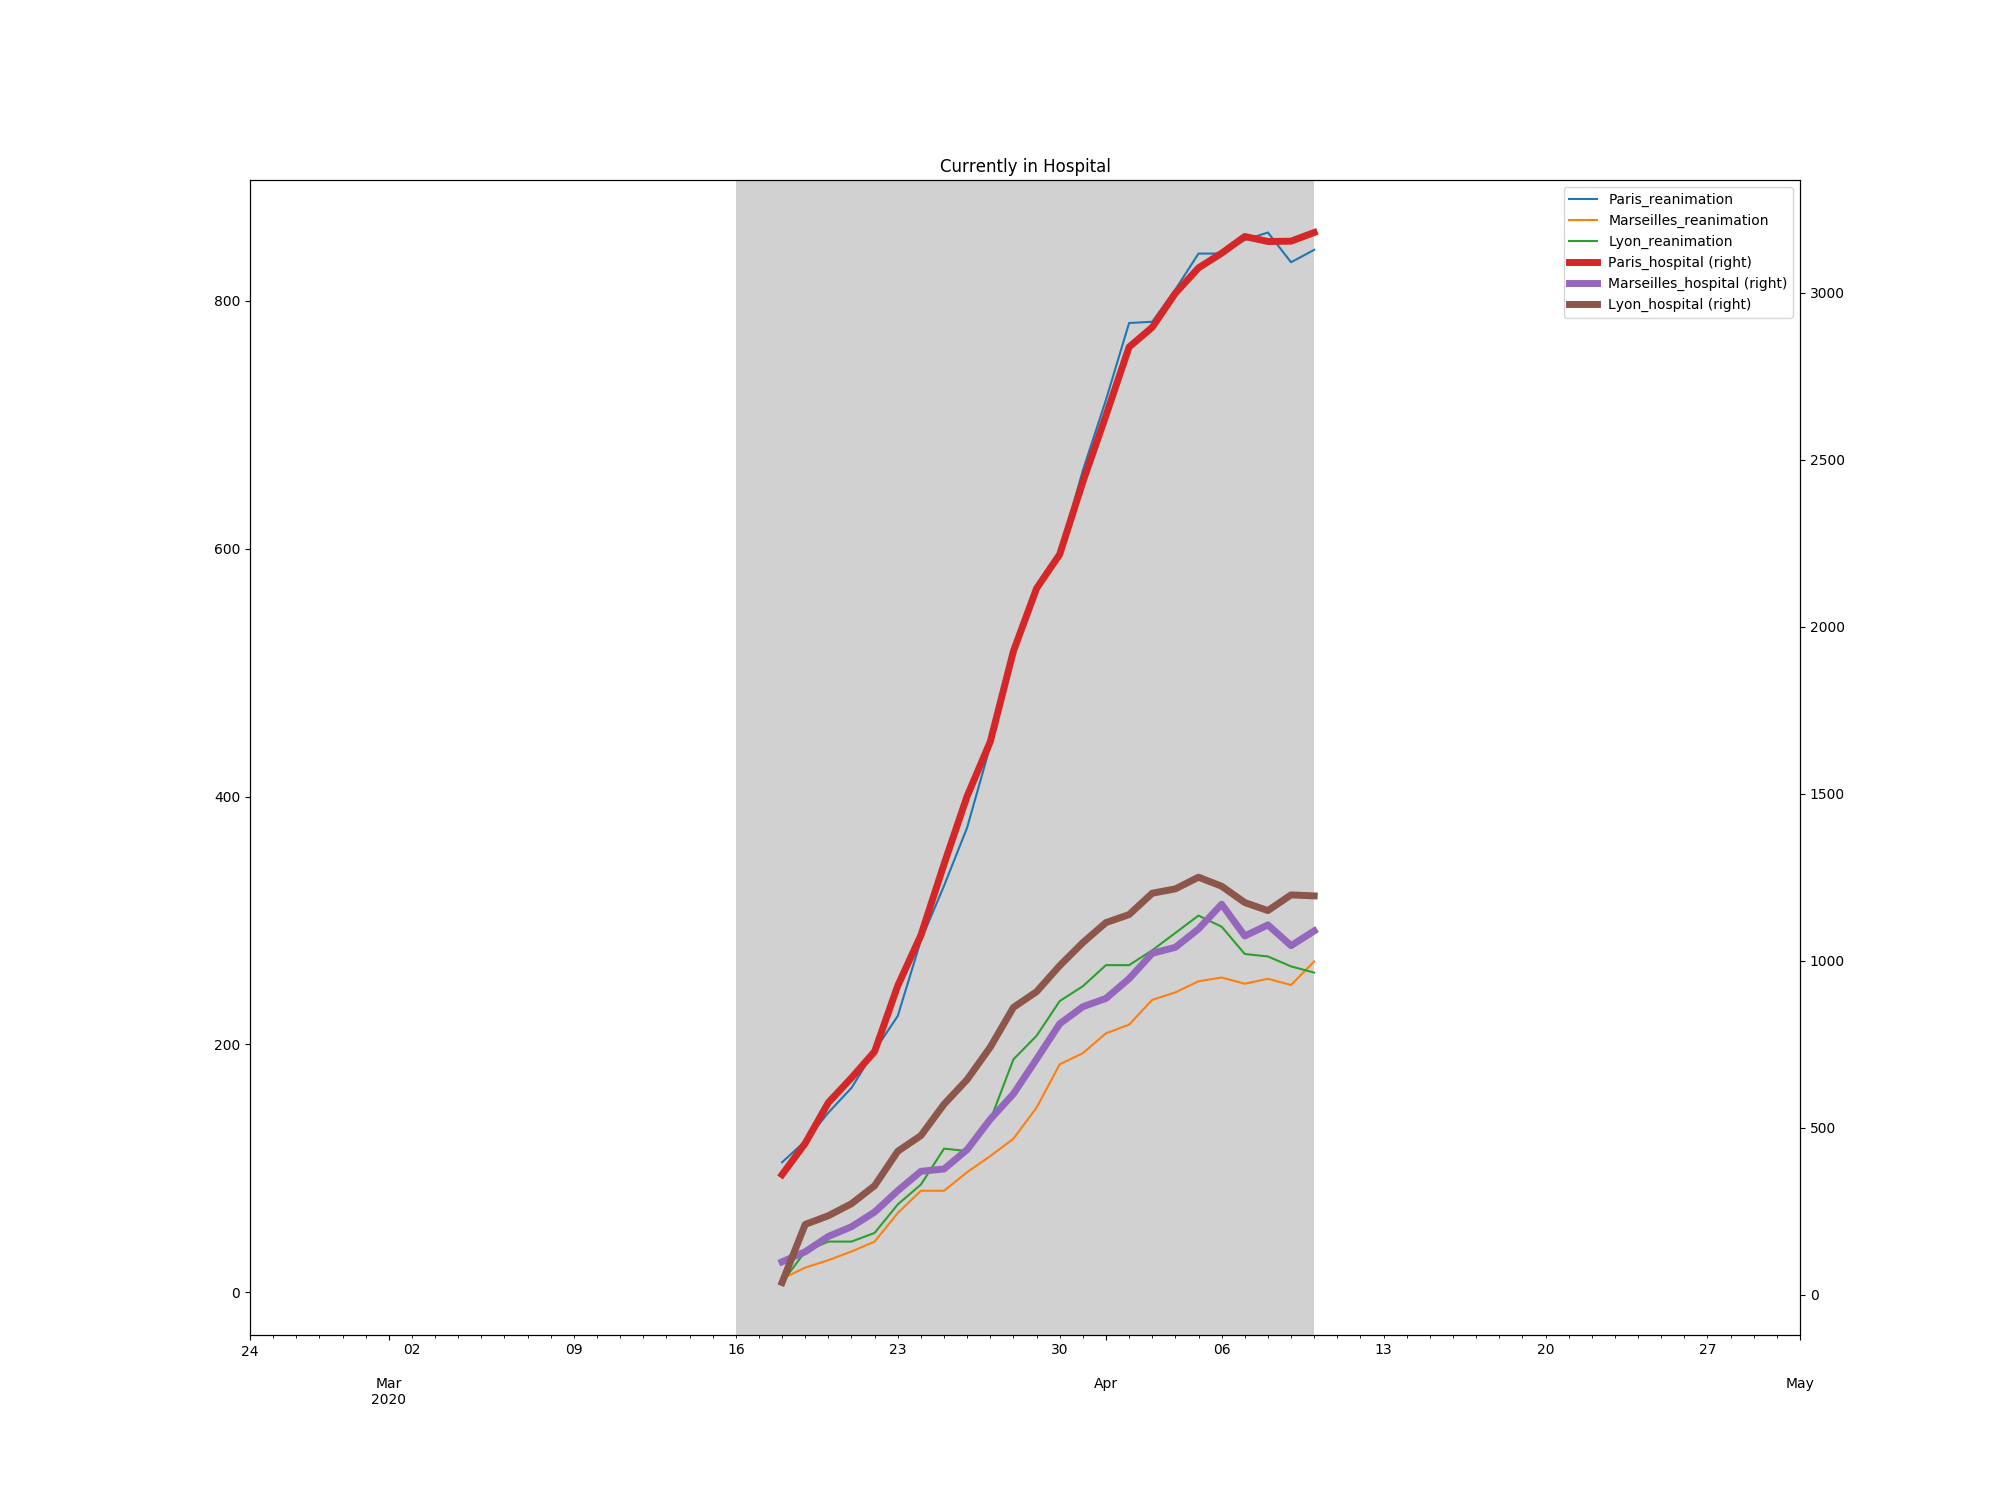 Currently in Hospital
Paris_reanimation
Marseilles_reanimation
Lyon_reanimation
Paris_hospital (right)
Marseilles_hospital (right)
Lyon_hospital (right)
800
600
400
200
0
3000
2500
2000
1500
1000
500
0
24 02 09 16 23 30 06 13 20 27
Mar Apr May
2020